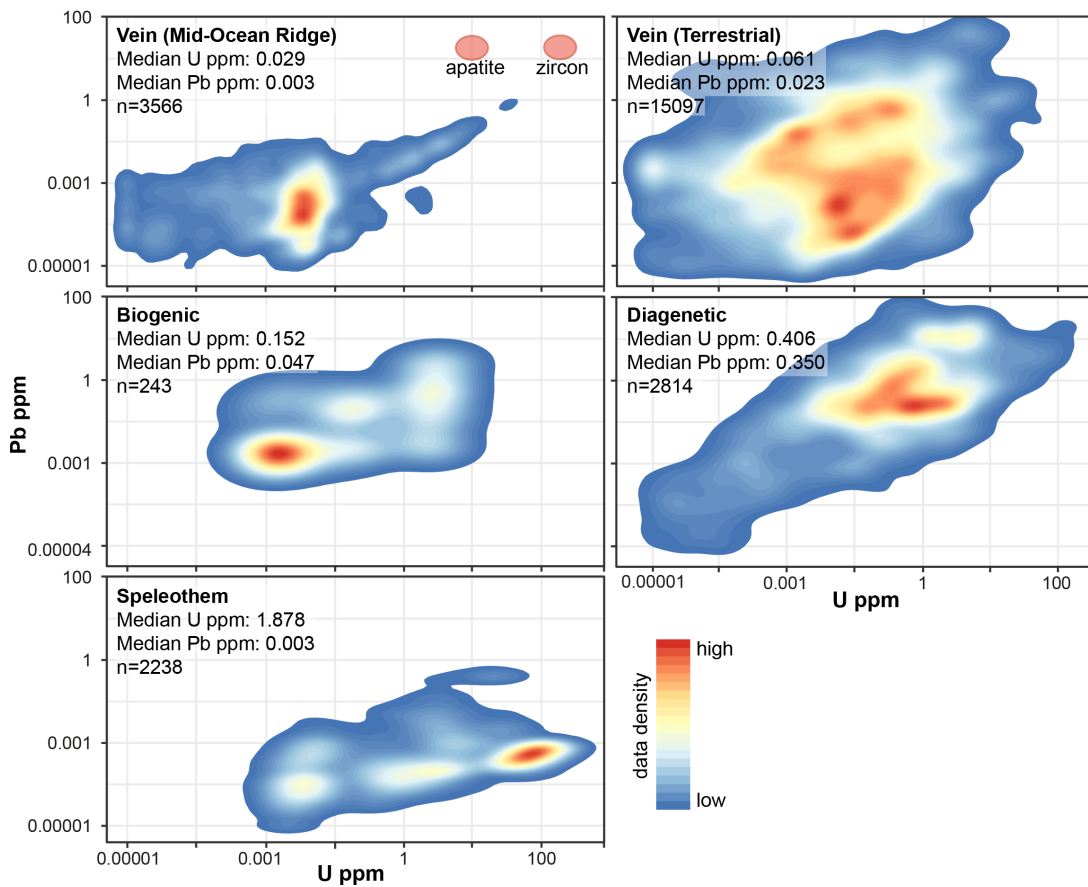 100
Vein (Mid-Ocean Ridge)
Median U ppm: 0.029
Median Pb ppm: 0.003
n=3566
apatite
zircon
1
0.001
0.00001
Vein (Terrestrial)
Median U ppm: 0.061
Median Pb ppm: 0.023
n=15097
100
Biogenic
Median U ppm: 0.152
Median Pb ppm: 0.047
n=243
1
0.001
0.00004
Pb ppm
Diagenetic
Median U ppm: 0.406
Median Pb ppm: 0.350
n=2814
0.00001
0.001
1
100
U ppm
100
Speleothem
Median U ppm: 1.878
Median Pb ppm: 0.003
n=2238
1
0.001
0.00001
0.00001
0.001
1
100
U ppm
data density
high
low